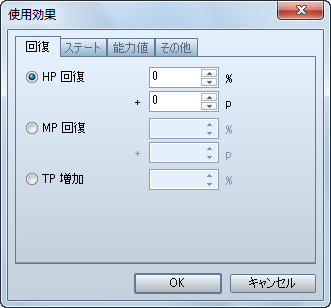 使用効果
回復 ステート 能力値 その他
HP 回復 0 %
+ 0 p
MP 回復 %
+ p
TP 増加 %
OK キャンセル